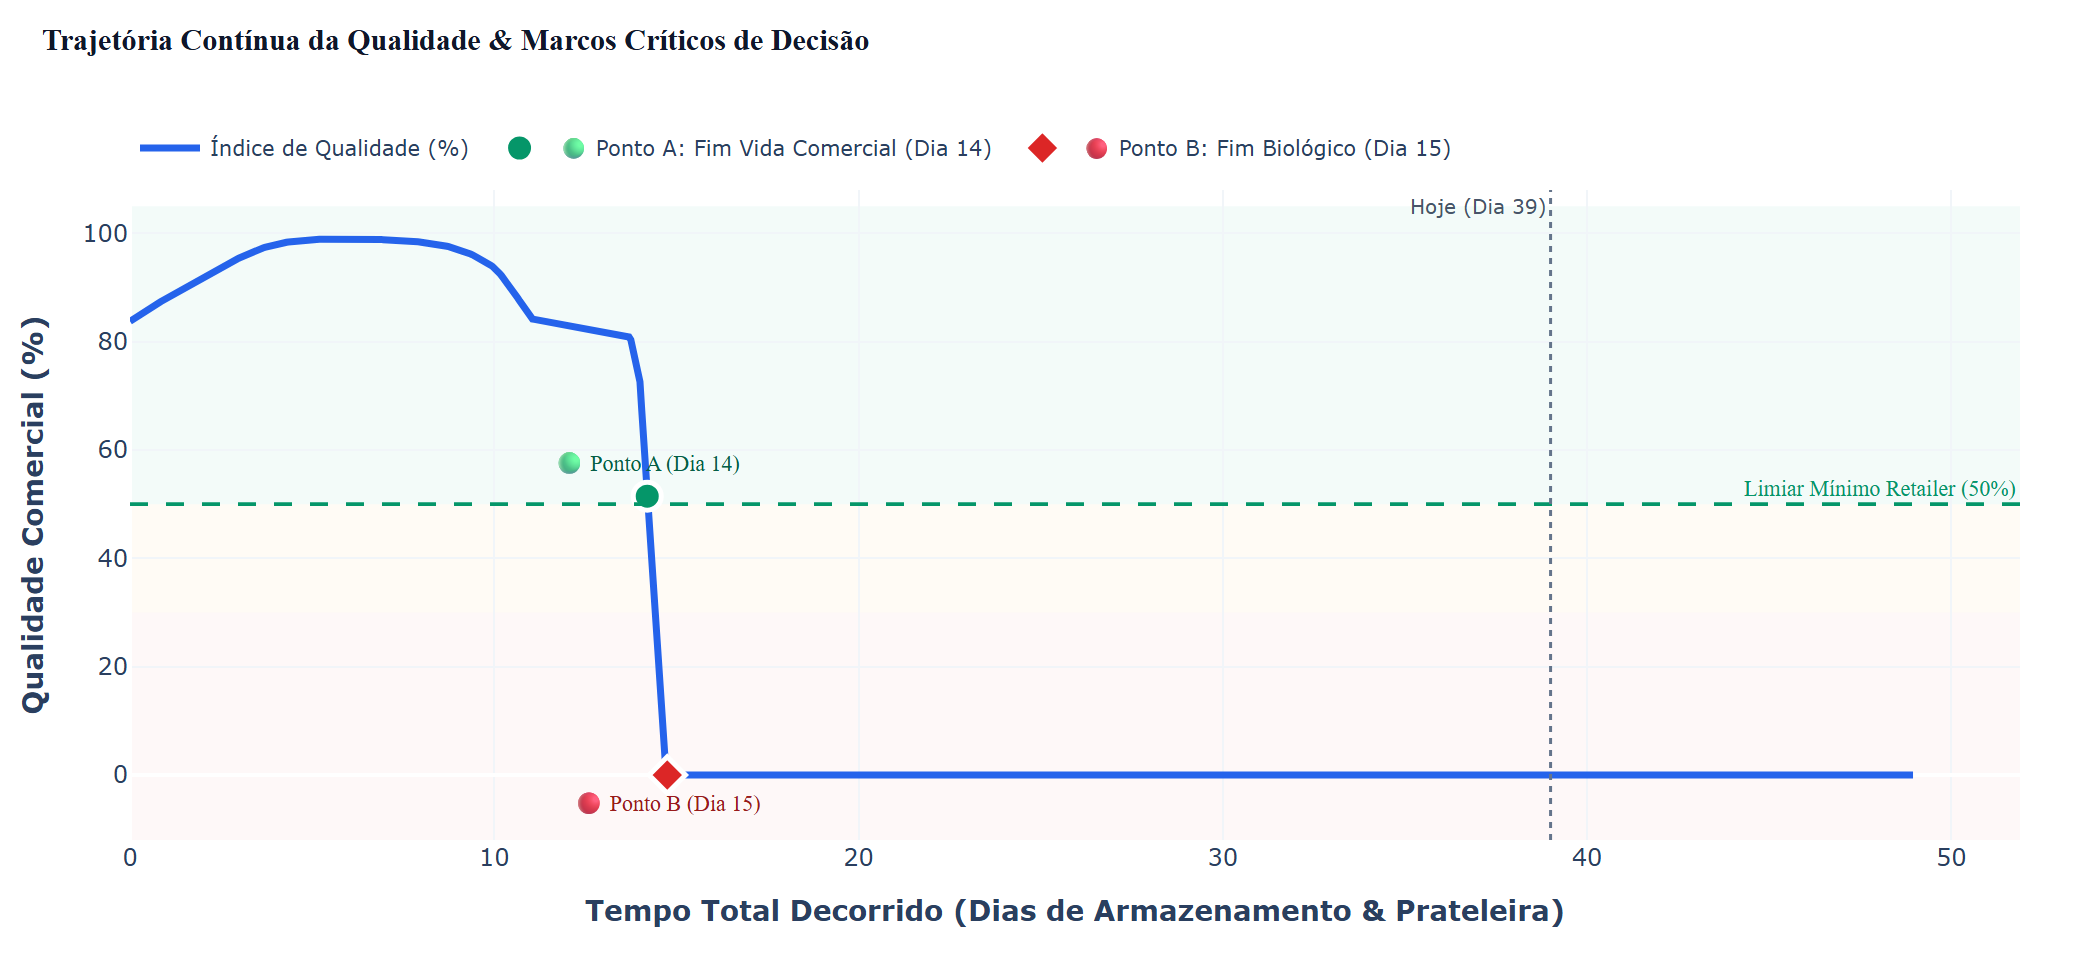 Trajetória Contínua da Qualidade & Marcos Críticos de Decisão
Índice de Qualidade (%)
Ponto A: Fim Vida Comercial (Dia 14)
Ponto B: Fim Biológico (Dia 15)
Hoje (Dia 39)
100
80
60
40
20
0
Qualidade Comercial (%)
Ponto A (Dia 14)
Limiar Mínimo Retailer (50%)
Ponto B (Dia 15)
0
10
20
30
40
50
Tempo Total Decorrido (Dias de Armazenamento & Prateleira)